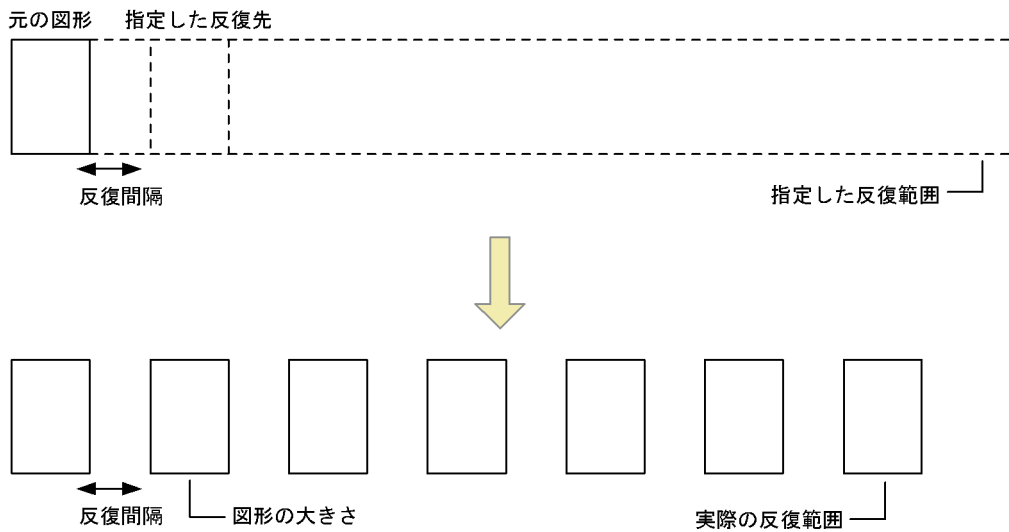 元の図形
指定した反復先
反復間隔
指定した反復範囲
反復間隔
図形の大きさ
実際の反復範囲